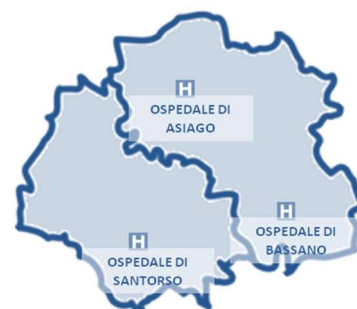 H
OSPEDALE DI
ASIAGO
H
OSPEDALE DI
BASSANO
H
OSPEDALE DI
SANTORSO